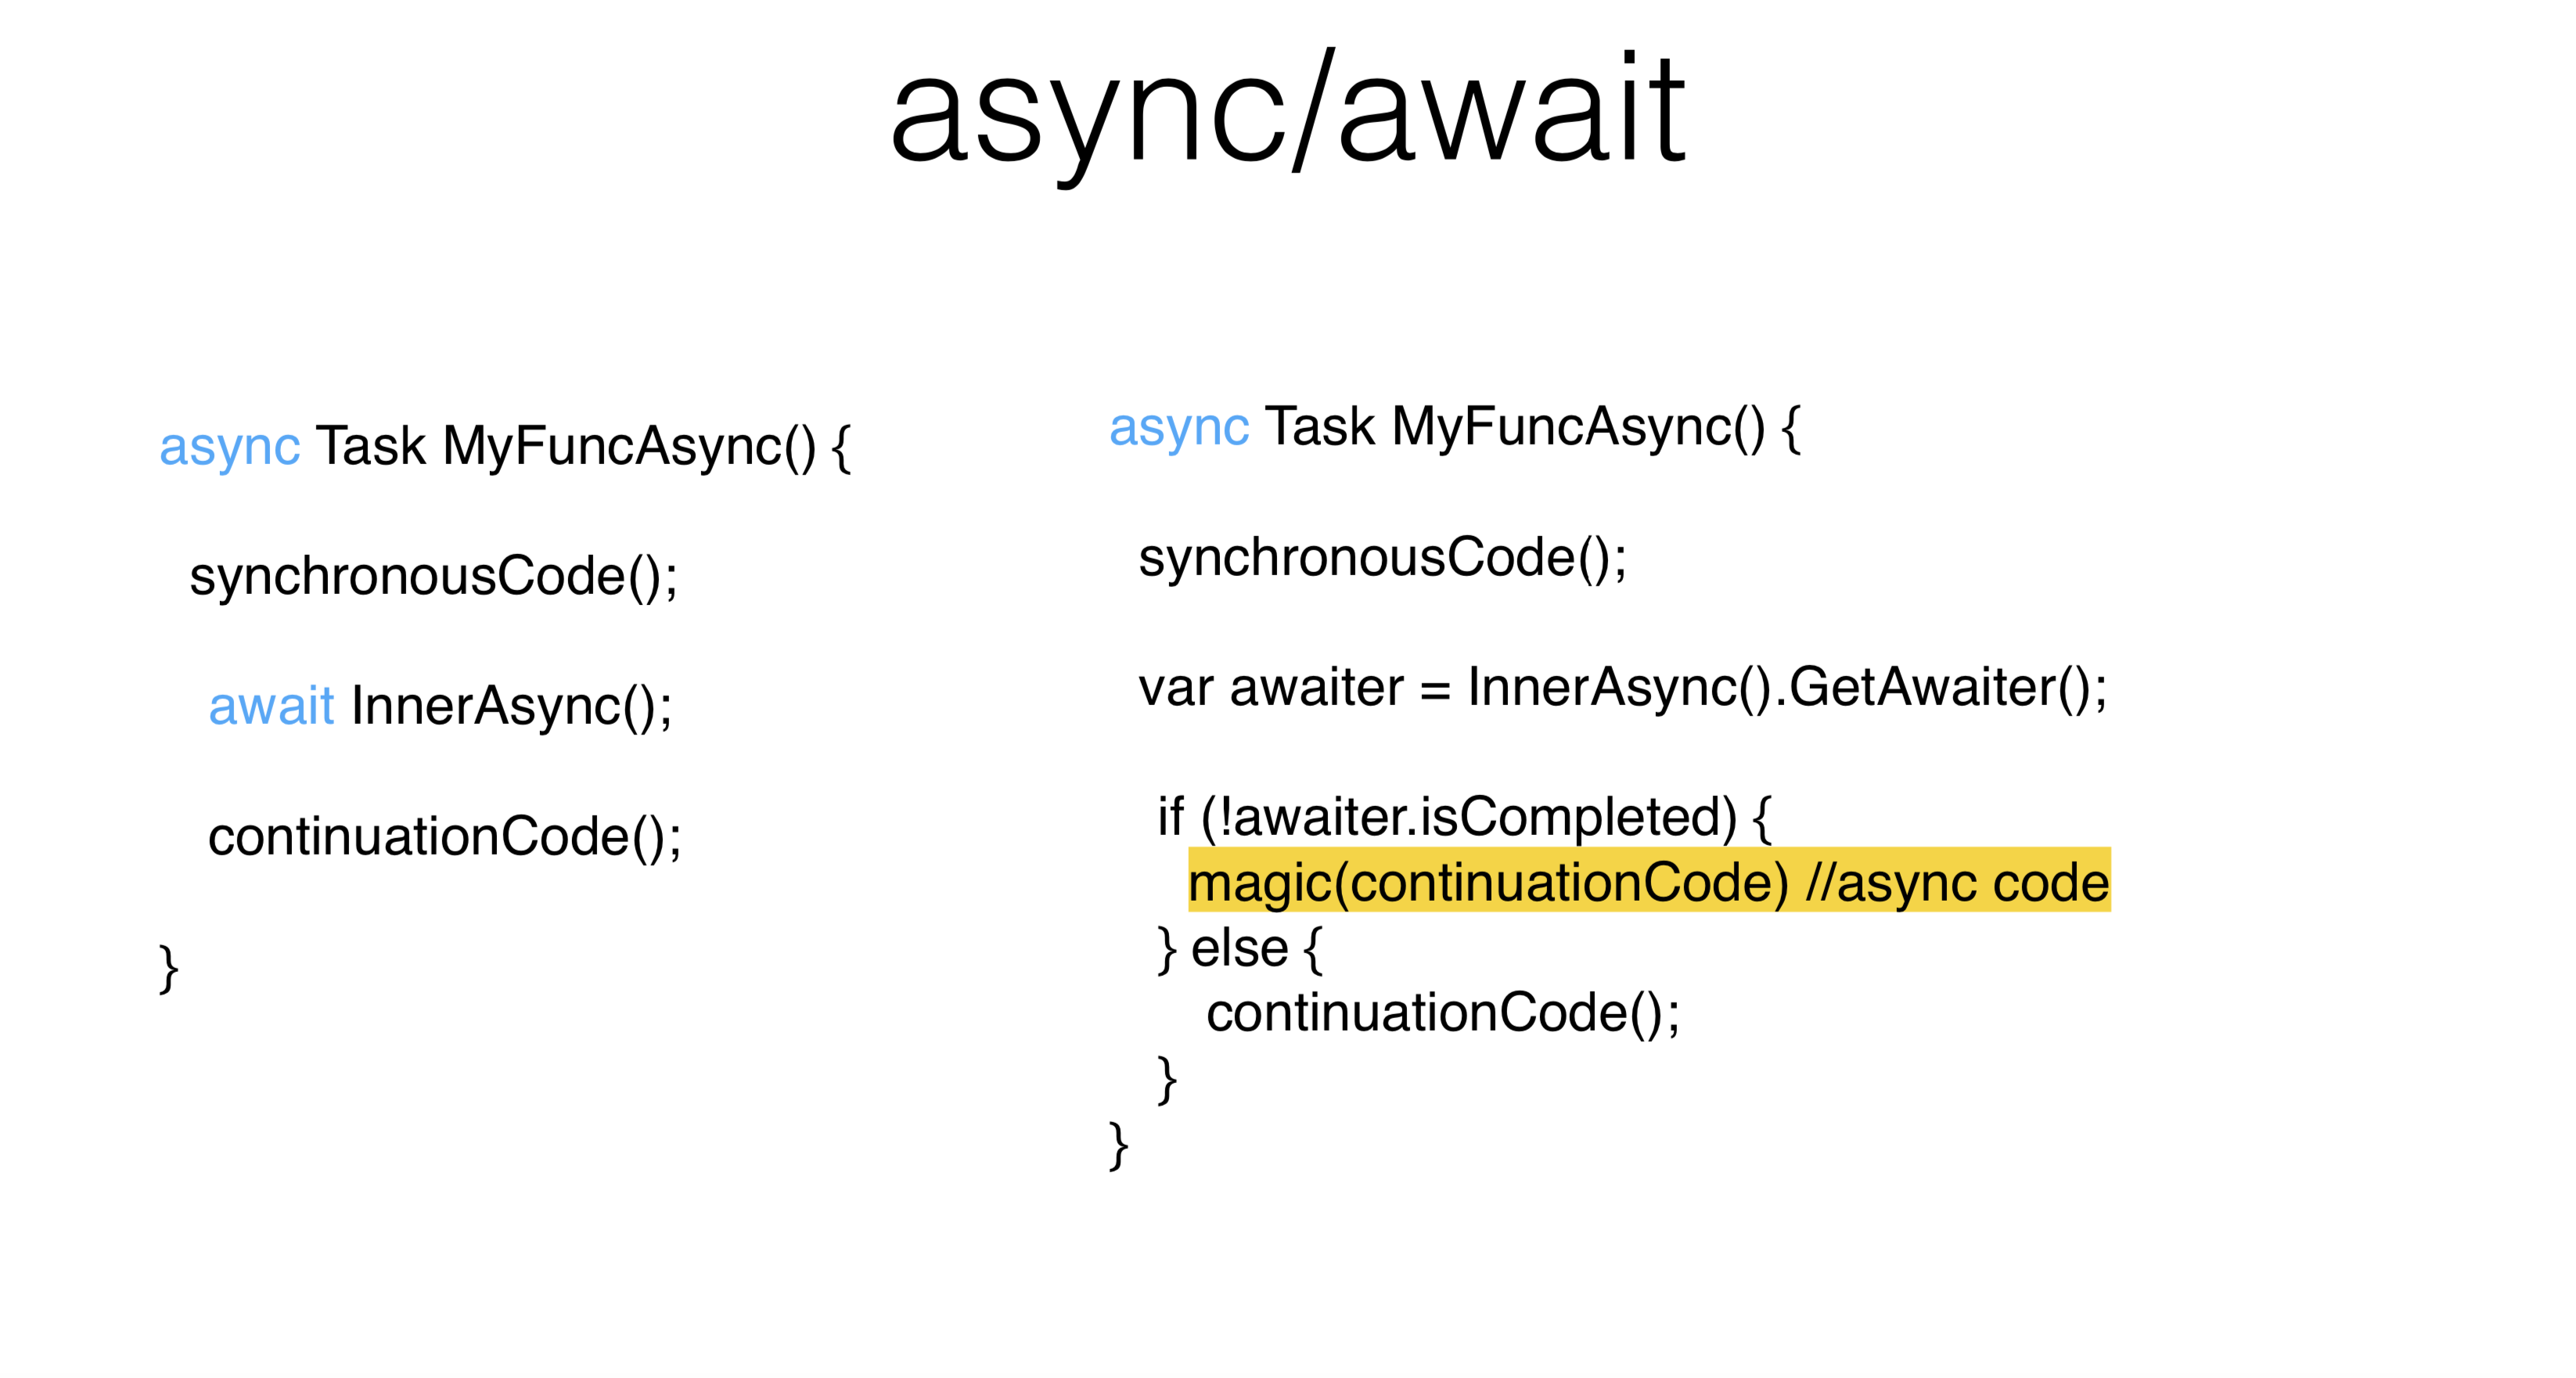 async/await
async Task MyFuncAsync() {
synchronousCode();
await InnerAsync();
continuationCode();
}
async Task MyFuncAsync() {
synchronousCode();
var awaiter = InnerAsync().GetAwaiter();
if (!awaiter.isCompleted) {
magic(continuationCode) //async code
} else {
continuationCode();
}
}